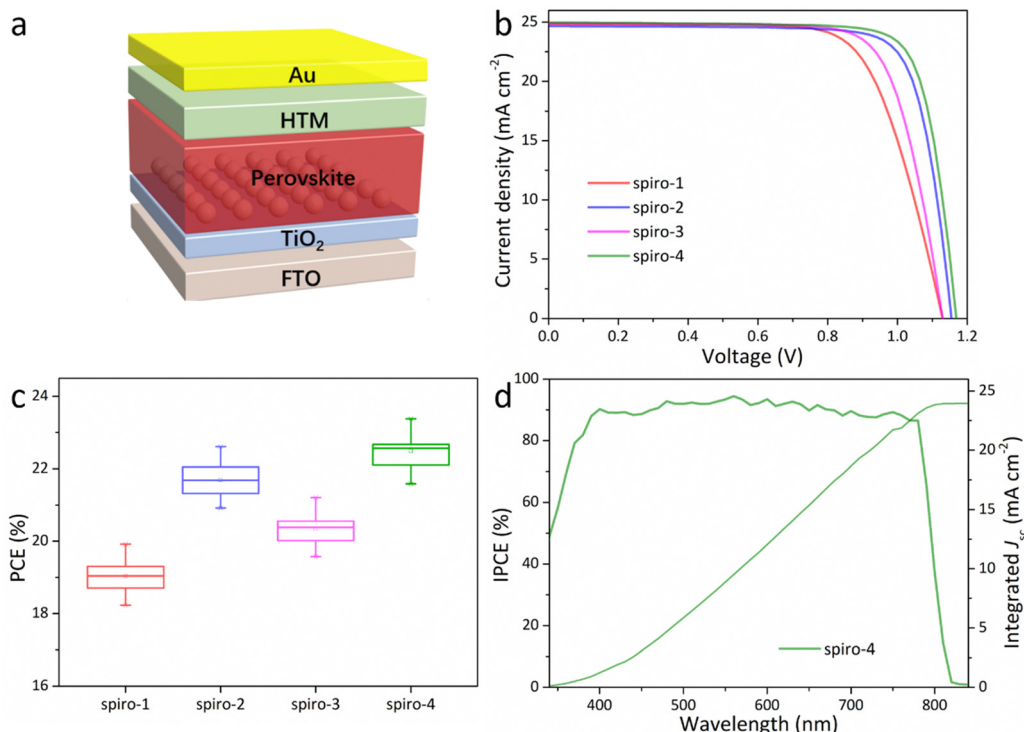 a
Au
HTM
Perovskite
TiO₂
FTO
b
Current density (mA cm⁻²)
25
20
15
10
5
0
spiro-1
spiro-2
spiro-3
spiro-4
0.0 0.2 0.4 0.6 0.8 1.0 1.2
Voltage (V)
c
PCE (%)
24
22
20
18
16
spiro-1 spiro-2 spiro-3 spiro-4
d
IPCE (%)
100
80
60
40
20
0
spiro-4
25
20
15
10
5
0
Integrated Jsc (mA cm⁻²)
400 500 600 700 800
Wavelength (nm)